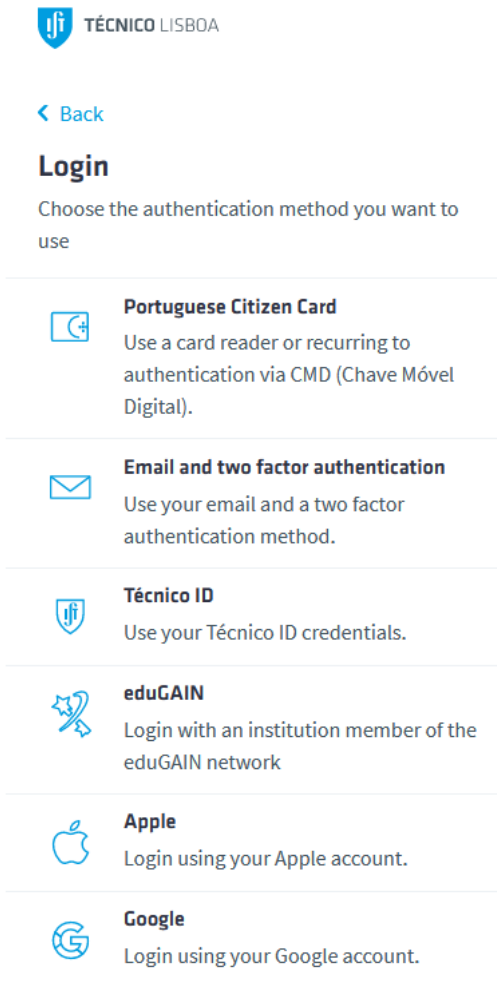 TÉCNICO LISBOA
Back
Login
Choose the authentication method you want to
use
Portuguese Citizen Card
Use a card reader or recurring to
authentication via CMD (Chave Móvel
Digital).
Email and two factor authentication
Use your email and a two factor
authentication method.
Técnico ID
Use your Técnico ID credentials.
eduGAIN
Login with an institution member of the
eduGAIN network
Apple
Login using your Apple account.
Google
Login using your Google account.